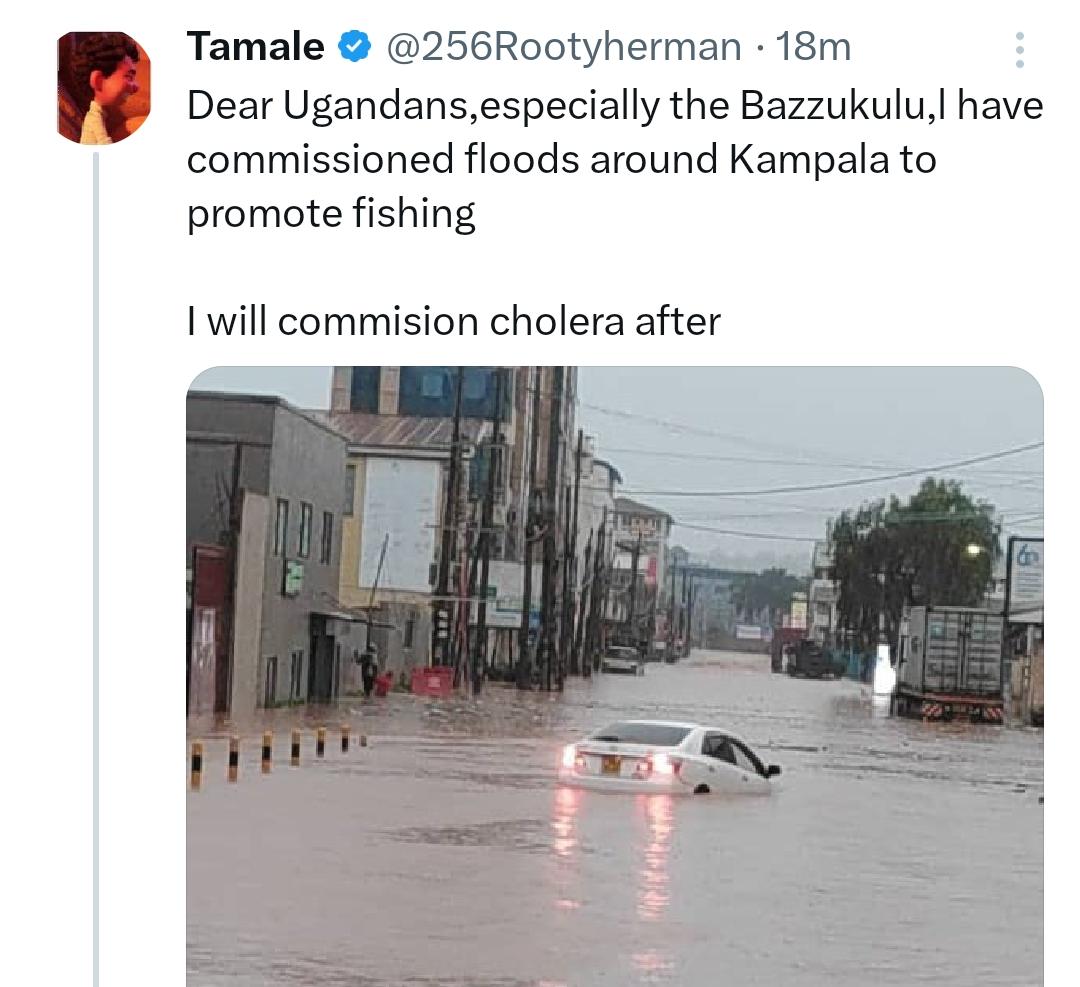 Tamale @256Rootyherman · 18m
Dear Ugandans,especially the Bazzukulu,I have
commissioned floods around Kampala to
promote fishing
I will commision cholera after